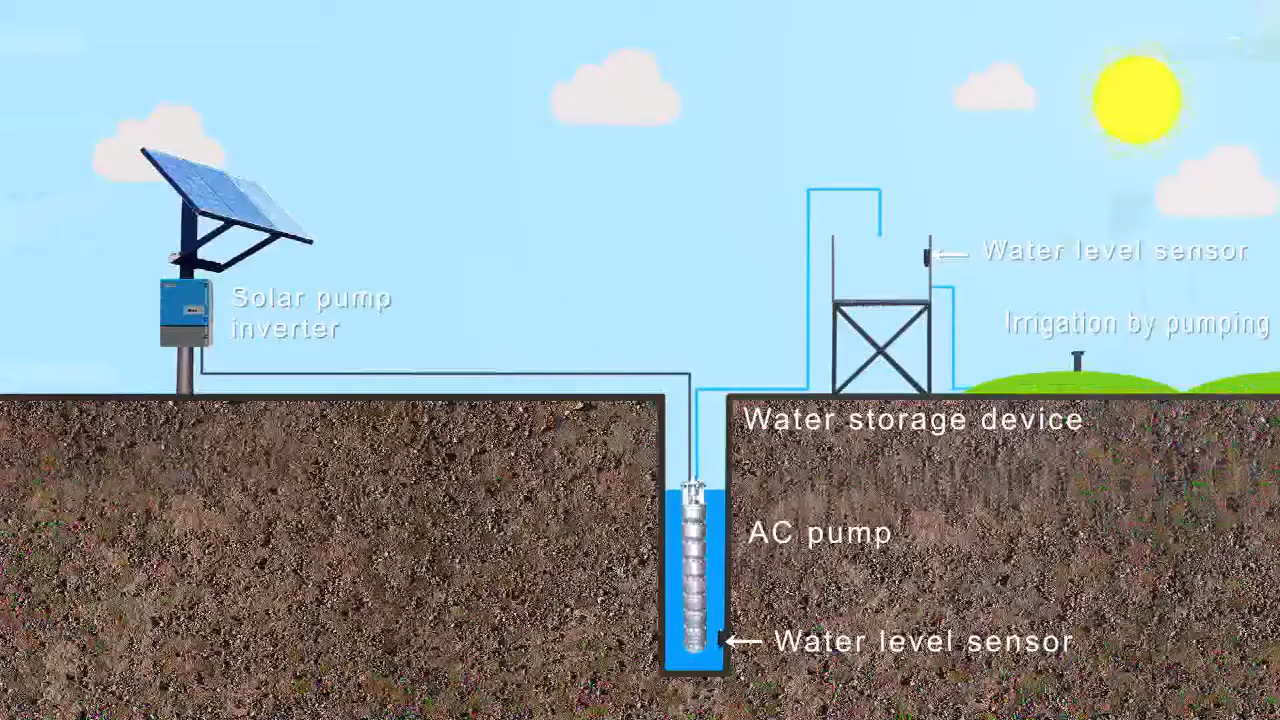 Water level sensor
Solar pump
inverter
Irrigation by pumping
Water storage device
AC pump
Water level sensor